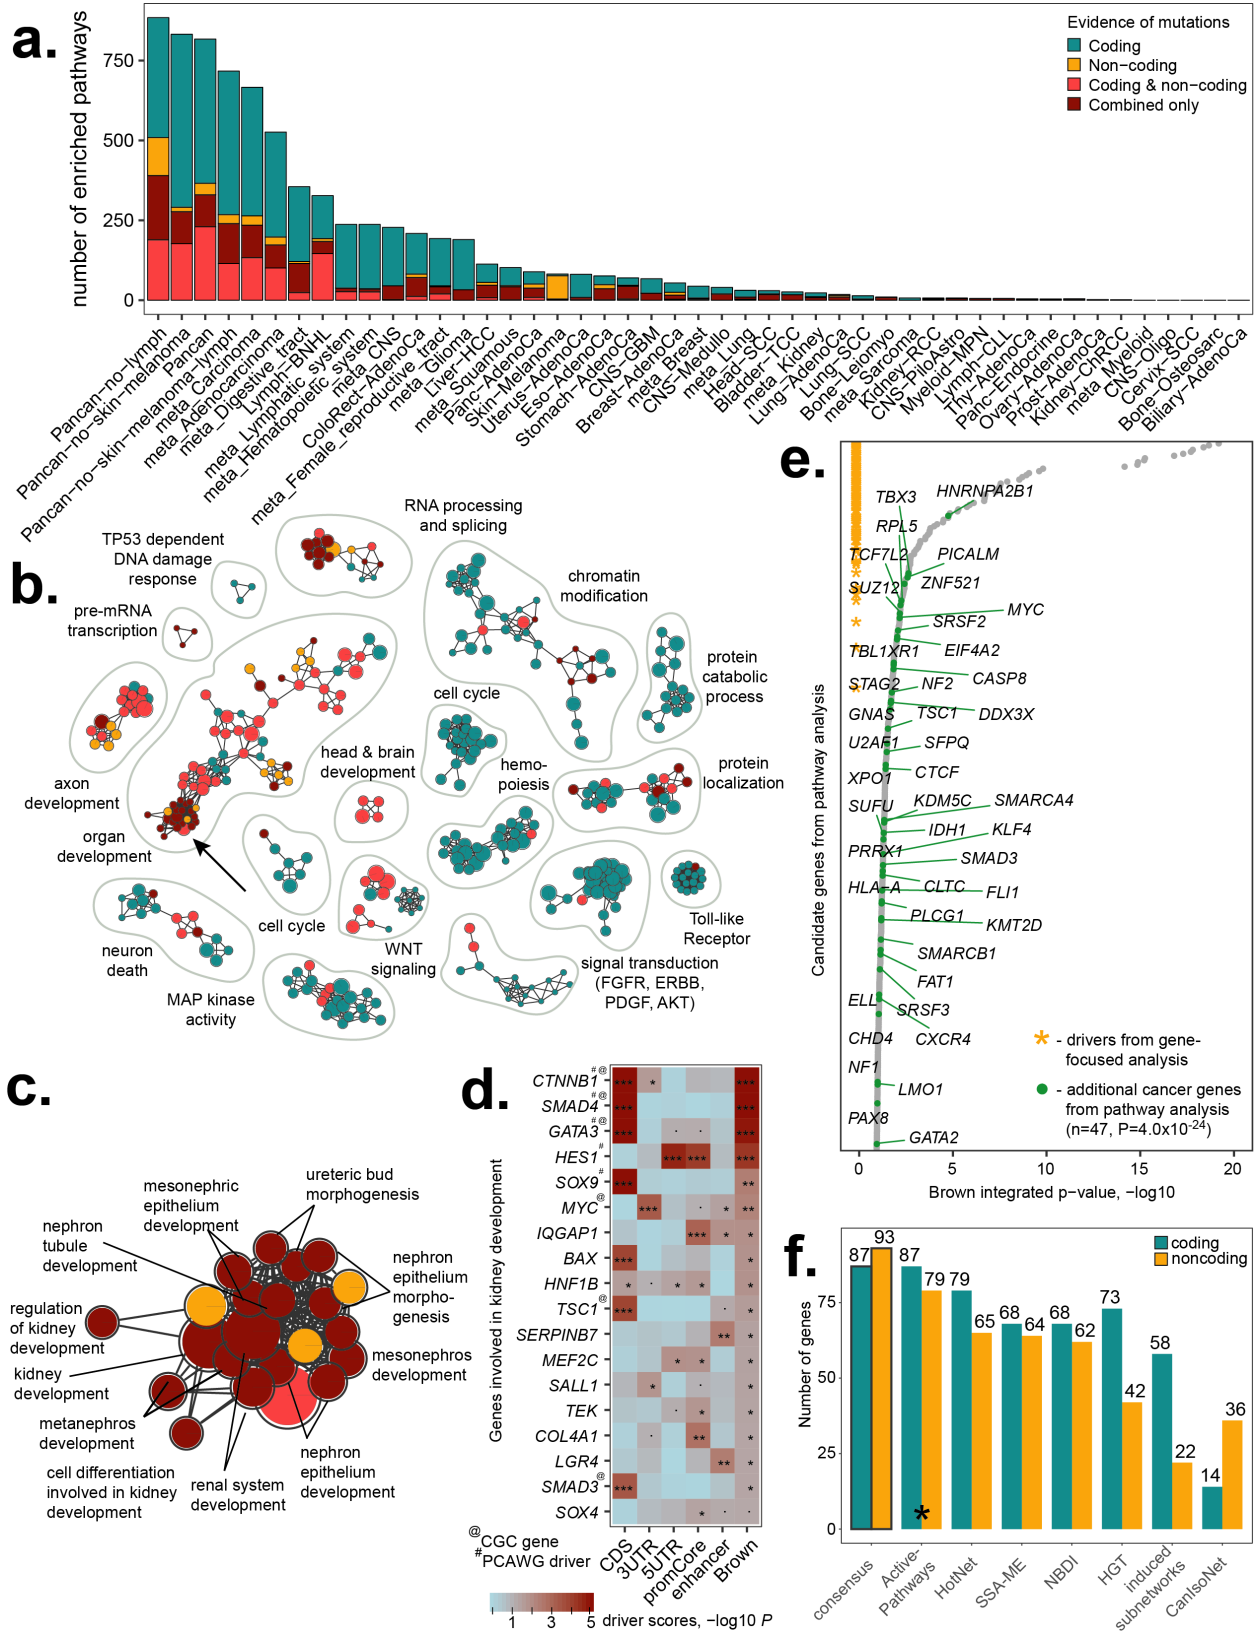 a.
number of enriched pathways
750
500
250
0
Evidence of mutations
Coding
Non−coding
Coding & non−coding
Combined only
Pancan−no−lymph
Pancan−no−skin−melanoma
Pancan
Pancan−no−skin−melanoma−lymph
meta_Carcinoma
meta_Adenocarcinoma
meta_Digestive_tract
Lymph−BNHL
meta_Lymphatic_system
meta_Hematopoietic_system
meta_CNS
ColoRect−AdenoCa
meta_Female_reproductive_tract
meta_Glioma
Liver−HCC
meta_Squamous
Panc−AdenoCa
Skin−Melanoma
Uterus−AdenoCa
Eso−AdenoCa
Stomach−AdenoCa
CNS−GBM
Breast−AdenoCa
meta_Breast
CNS−Medullo
meta_Lung
Head−SCC
Bladder−TCC
meta_Kidney
Lung−AdenoCa
Lung−SCC
Bone−Leiomyo
meta_Sarcoma
Kidney−RCC
CNS−PiloAstro
Myeloid−MPN
Lymph−CLL
Thy−AdenoCa
Panc−Endocrine
Ovary−AdenoCa
Prost−AdenoCa
Kidney−ChRCC
meta_Myeloid
CNS−Oligo
Cervix−SCC
Bone−Osteosarc
Biliary−AdenoCa
b.
TP53 dependent
DNA damage
response
RNA processing
and splicing
chromatin
modification
pre-mRNA
transcription
protein
catabolic
process
cell cycle
head & brain
development
hemo-
poiesis
protein
localization
axon
development
organ
development
cell cycle
neuron
death
WNT
signaling
Toll-like
Receptor
MAP kinase
activity
signal transduction
(FGFR, ERBB,
PDGF, AKT)
c.
ureteric bud
morphogenesis
mesonephric
epithelium
development
nephron
tubule
development
nephron
epithelium
morpho-
genesis
regulation
of kidney
development
mesonephros
development
kidney
development
metanephros
development
cell differentiation
involved in kidney
development
renal system
development
nephron
epithelium
development
d.
Genes involved in kidney development
CTNNB1 #@ *** * ***
SMAD4 #@ *** ***
GATA3 #@ *** · · ***
HES1 # *** *** ***
SOX9 # *** **
MYC @ *** · * **
IQGAP1 *** * *
BAX *** *
HNF1B * · * * *
TSC1 @ *** · *
SERPINB7 ** *
MEF2C * * *
SALL1 * · *
TEK · * *
COL4A1 · ** *
LGR4 ** *
SMAD3 @ *** *
SOX4 * · ·
CDS
3UTR
5UTR
promCore
enhancer
Brown
@CGC gene
#PCAWG driver
1 3 5
driver scores, −log10 P
e.
Candidate genes from pathway analysis
TBX3
HNRNPA2B1
RPL5
TCF7L2
PICALM
SUZ12
ZNF521
MYC
SRSF2
TBL1XR1
EIF4A2
CASP8
STAG2
NF2
GNAS
TSC1
DDX3X
U2AF1
SFPQ
XPO1
CTCF
SUFU
KDM5C
SMARCA4
IDH1
KLF4
PRRX1
SMAD3
HLA−A
CLTC
FLI1
PLCG1
KMT2D
SMARCB1
FAT1
ELL
SRSF3
CHD4
CXCR4
NF1
LMO1
PAX8
GATA2
* - drivers from gene-
focused analysis
- additional cancer genes
from pathway analysis
(n=47, P=4.0x10-24)
0 5 10 15 20
Brown integrated p−value, −log10
f.
coding
noncoding
Number of genes
75
50
25
0
87 93
87 79
79 65
68 64
68 62
73 42
58 22
14 36
*
consensus
Active-
Pathways
HotNet
SSA-ME
NBDI
HGT
induced
subnetworks
CanIsoNet